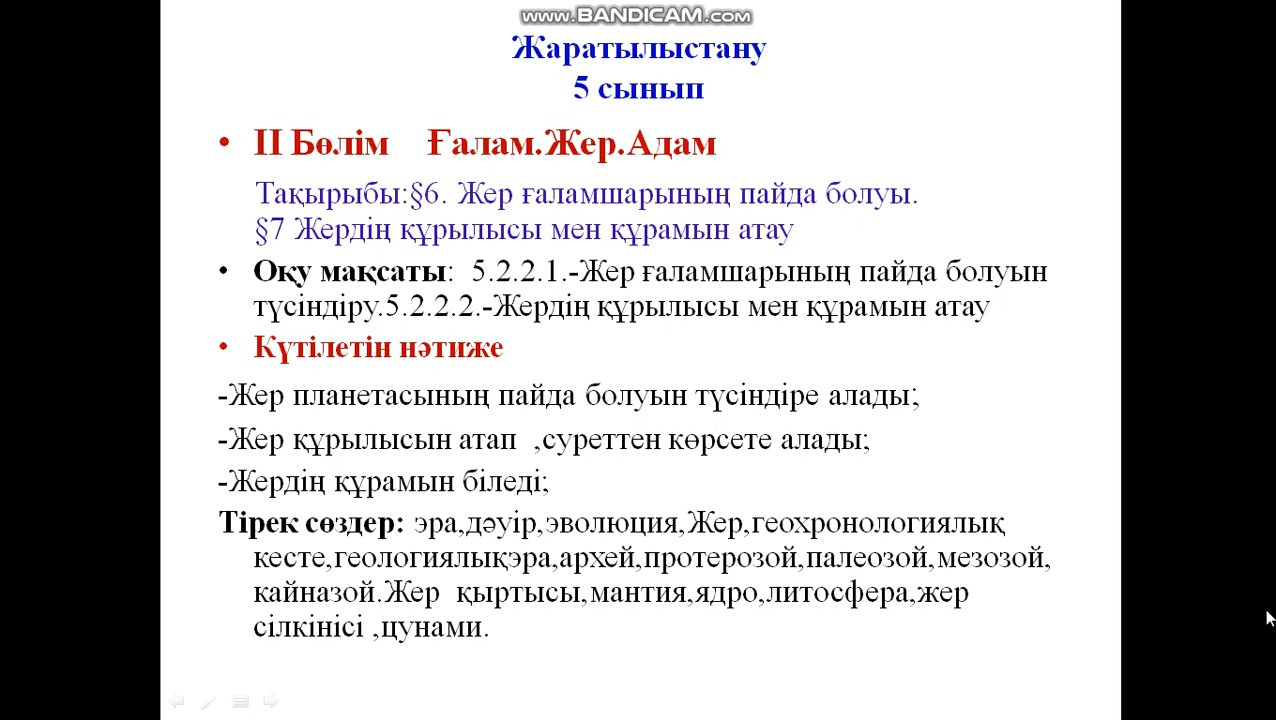 www.BANDICAM.com
Жаратылыстану
5 сынып
• II Бөлім Ғалам.Жер.Адам
Тақырыбы:§6. Жер ғаламшарының пайда болуы.
§7 Жердің құрылысы мен құрамын атау
• Оқу мақсаты: 5.2.2.1.-Жер ғаламшарының пайда болуын
түсіндіру.5.2.2.2.-Жердің құрылысы мен құрамын атау
• Күтілетін нәтиже
-Жер планетасының пайда болуын түсіндіре алады;
-Жер құрылысын атап ,суреттен көрсете алады;
-Жердің құрамын біледі;
Тірек сөздер: эра,дәуір,эволюция,Жер,геохронологиялық
кесте,геологиялықэра,архей,протерозой,палеозой,мезозой,
кайназой.Жер қыртысы,мантия,ядро,литосфера,жер
сілкінісі ,цунами.